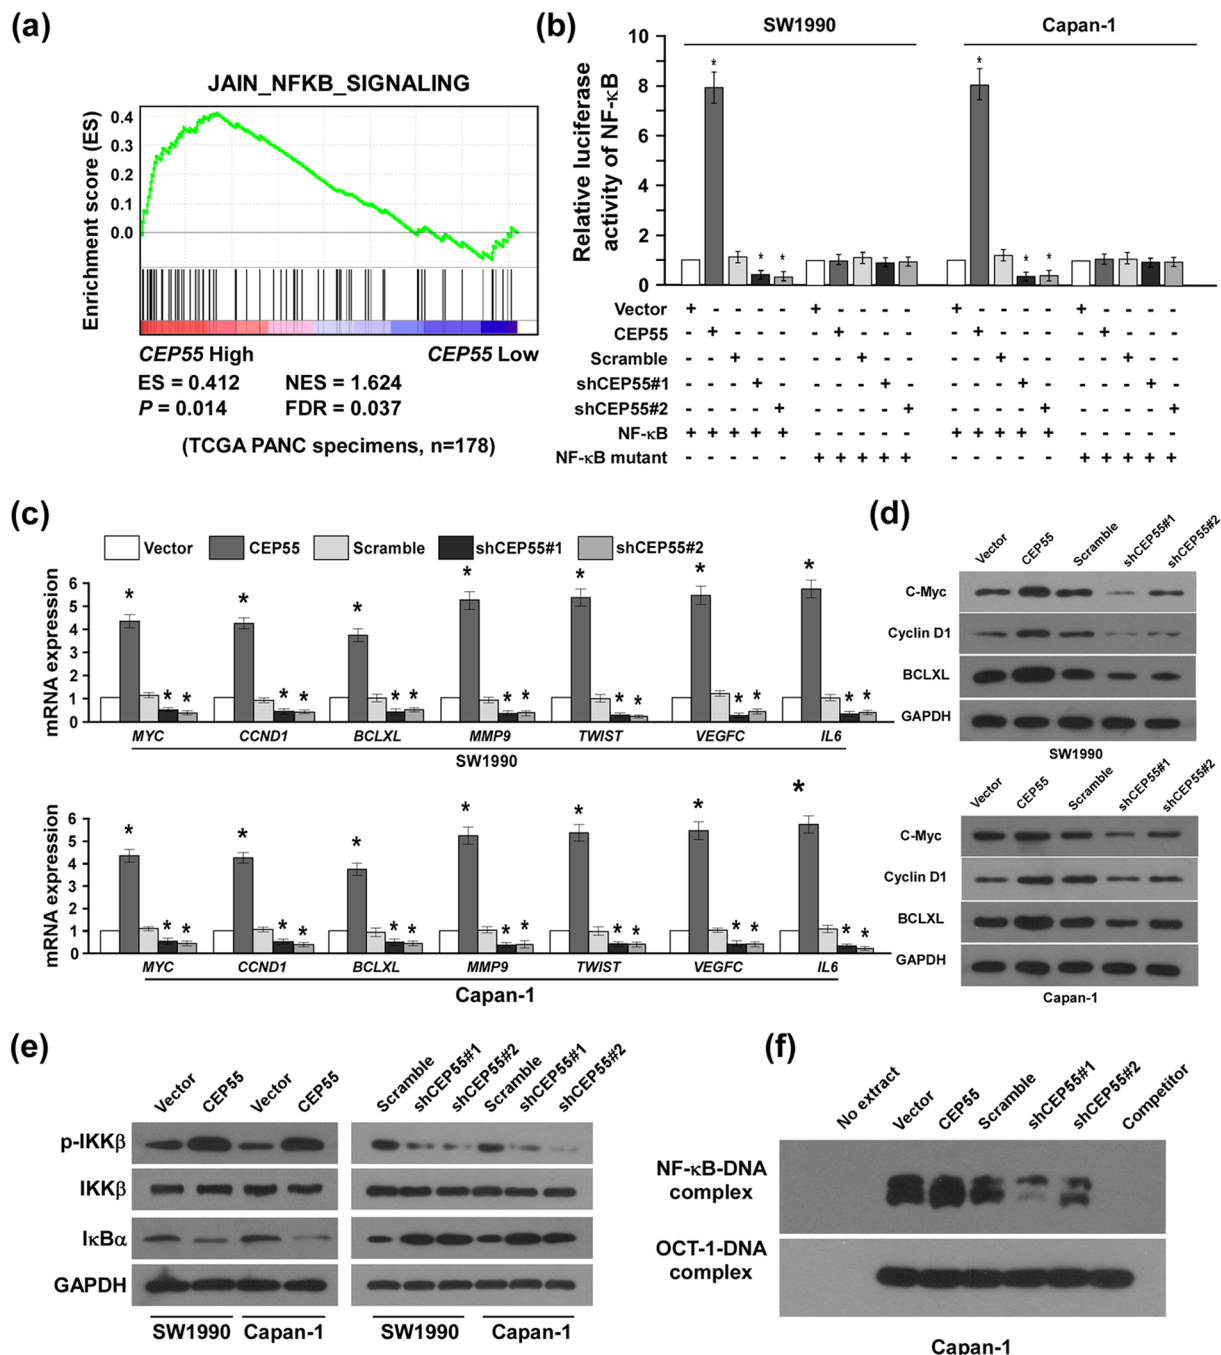 (a)
JAIN_NFKB_SIGNALING
Enrichment score (ES)
0.4
0.3
0.2
0.1
0.0
CEP55 High CEP55 Low
ES = 0.412 NES = 1.624
P = 0.014 FDR = 0.037
(TCGA PANC specimens, n=178)
(b)
SW1990 Capan-1
Relative luciferase
activity of NF-κB
10
8
6
4
2
1
0
* * * * * *
Vector + - - - - + - - - - + - - - - + - - - -
CEP55 - + - - - - + - - - - + - - - - + - - -
Scramble - - + - - - - + - - - - + - - - - + - -
shCEP55#1 - - - + - - - - + - - - - + - - - - + -
shCEP55#2 - - - - + - - - - + - - - - + - - - - +
NF-κB + + + + + - - - - - + + + + + - - - - -
NF-κB mutant - - - - - + + + + + - - - - - + + + + +
(c)
Vector CEP55 Scramble shCEP55#1 shCEP55#2
mRNA expression
6
5
4
3
2
1
0
* * * * * * * * * * * * * * * * * * * * *
MYC CCND1 BCLXL MMP9 TWIST VEGFC IL6
SW1990
mRNA expression
6
5
4
3
2
1
0
* * * * * * * * * * * * * * * * * * * * *
MYC CCND1 BCLXL MMP9 TWIST VEGFC IL6
Capan-1
(d)
Vector CEP55 Scramble shCEP55#1 shCEP55#2
C-Myc
Cyclin D1
BCLXL
GAPDH
SW1990
Vector CEP55 Scramble shCEP55#1 shCEP55#2
C-Myc
Cyclin D1
BCLXL
GAPDH
Capan-1
(e)
Vector CEP55 Vector CEP55 Scramble shCEP55#1 shCEP55#2 Scramble shCEP55#1 shCEP55#2
p-IKKβ
IKKβ
IκBα
GAPDH
SW1990 Capan-1 SW1990 Capan-1
(f)
No extract Vector CEP55 Scramble shCEP55#1 shCEP55#2 Competitor
NF-κB-DNA
complex
OCT-1-DNA
complex
Capan-1